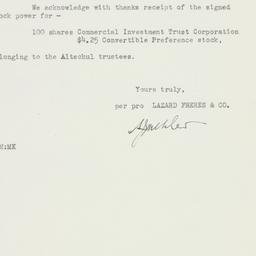 We acknowledge with thanks receipt of the signed
ock power for -
100 shares Commercial Investment Trust Corporation
$4.25 Convertible Preference stock,
longing to the Altschul trustees.
Yours truly,
per pro LAZARD FRERES & CO.
:MK